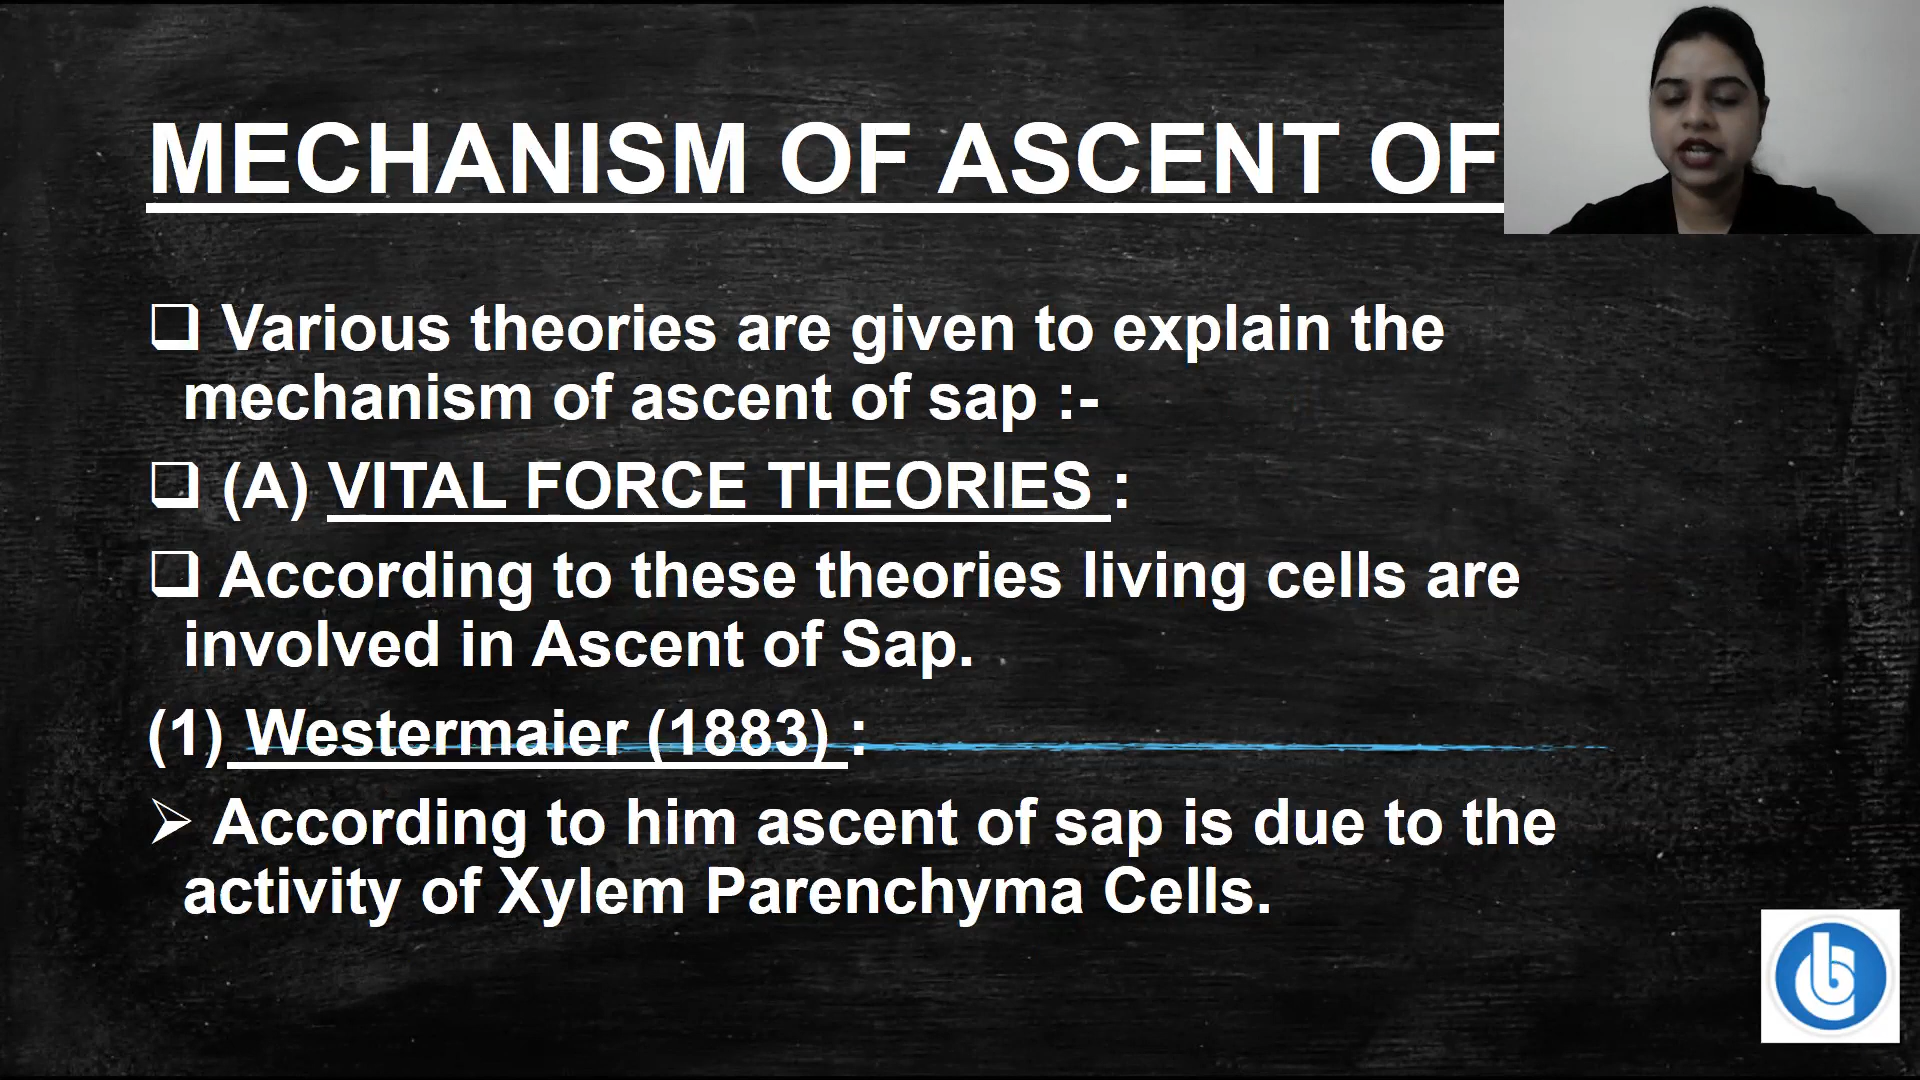 MECHANISM OF ASCENT OF
❑ Various theories are given to explain the
mechanism of ascent of sap :-
❑ (A) VITAL FORCE THEORIES :
❑ According to these theories living cells are
involved in Ascent of Sap.
(1) Westermaier (1883) :
➢ According to him ascent of sap is due to the
activity of Xylem Parenchyma Cells.